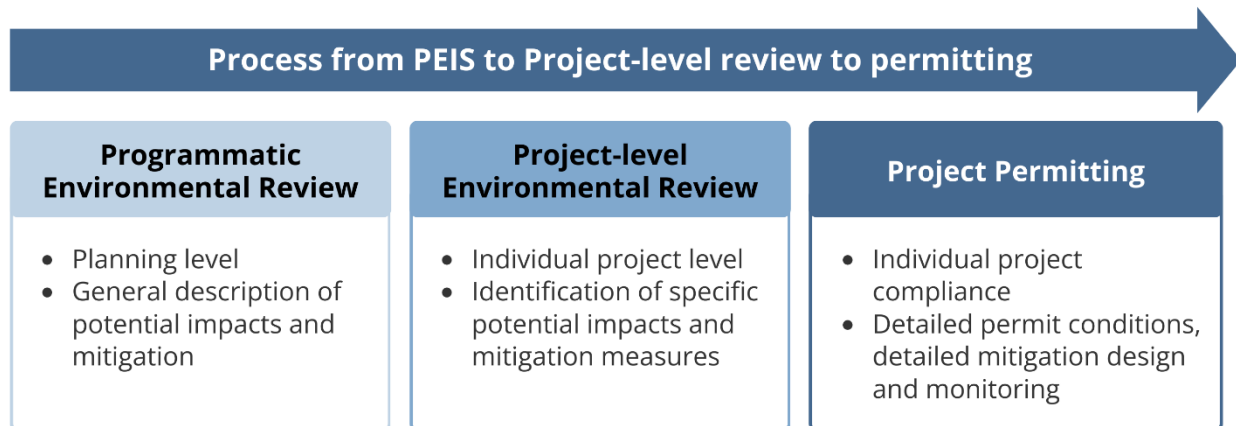 Process from PEIS to Project-level review to permitting
Programmatic
Environmental Review
• Planning level
• General description of
potential impacts and
mitigation
Project-level
Environmental Review
• Individual project level
• Identification of specific
potential impacts and
mitigation measures
Project Permitting
• Individual project
compliance
• Detailed permit conditions,
detailed mitigation design
and monitoring